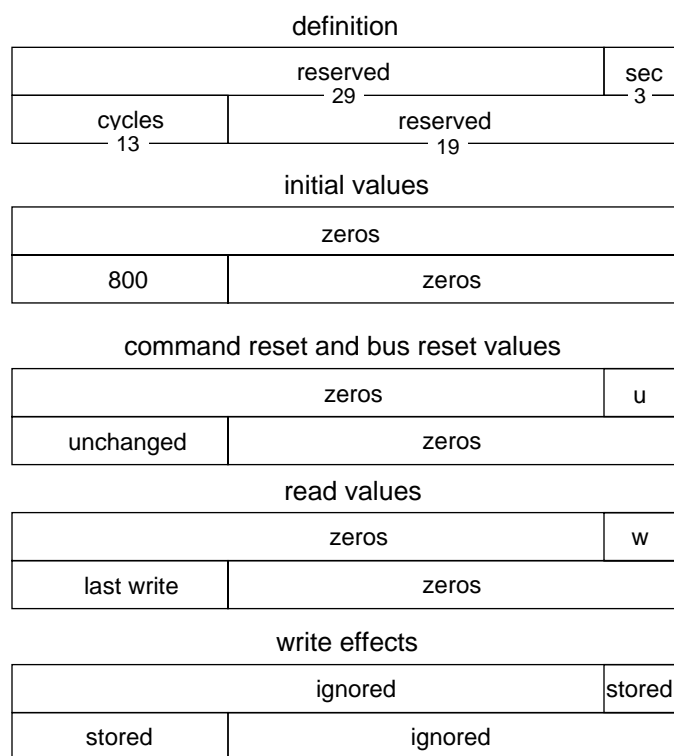 definition
reserved sec
29 3
cycles reserved
13 19
initial values
zeros
800 zeros
command reset and bus reset values
zeros u
unchanged zeros
read values
zeros w
last write zeros
write effects
ignored stored
stored ignored